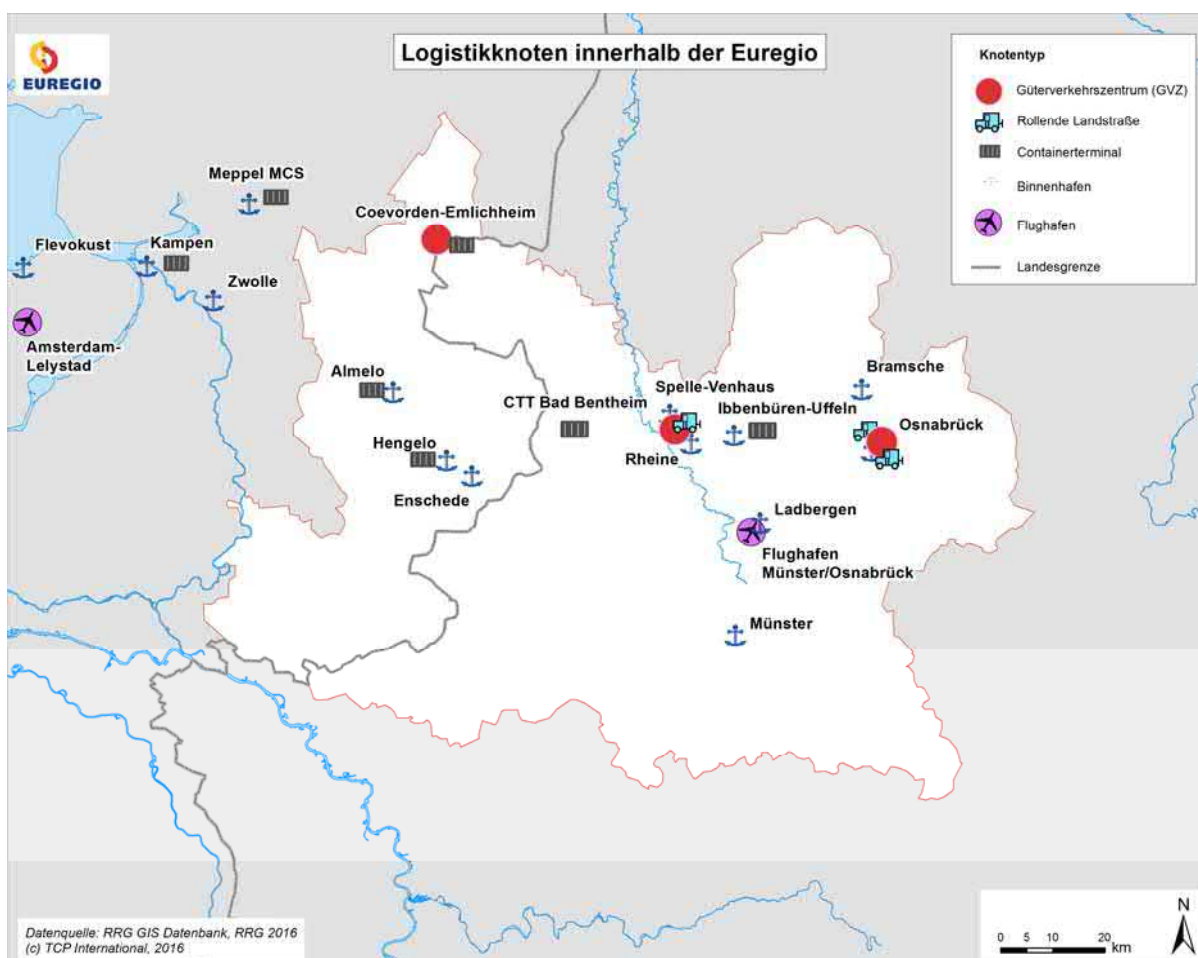 EUREGIO
Logistikknoten innerhalb der Euregio
Knotentyp
Güterverkehrszentrum (GVZ)
Rollende Landstraße
Containerterminal
Binnenhafen
Flughafen
Landesgrenze
Meppel MCS
Coevorden-Emlichheim
Flevokust
Kampen
Zwolle
Amsterdam-
Lelystad
Almelo
Bramsche
Spelle-Venhaus
CTT Bad Bentheim
Ibbenbüren-Uffeln
Osnabrück
Hengelo
Rheine
Enschede
Ladbergen
Flughafen
Münster/Osnabrück
Münster
Datenquelle: RRG GIS Datenbank, RRG 2016
(c) TCP International, 2016
N
0 5 10 20
km